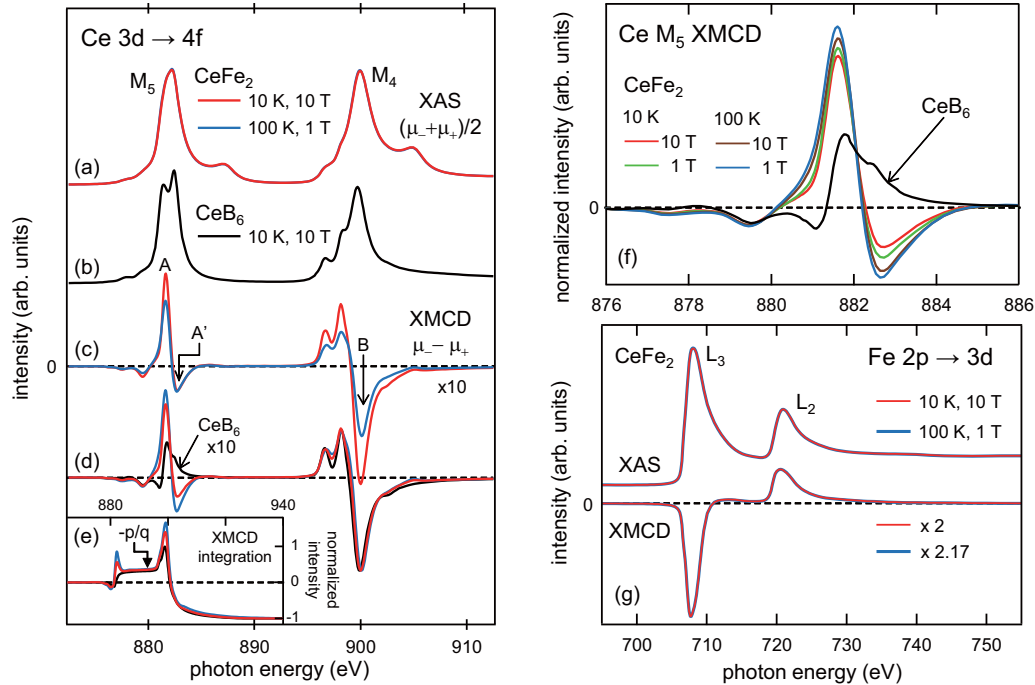 Ce 3d → 4f
M5
CeFe2
10 K, 10 T
100 K, 1 T
M4
XAS
(μ₋+μ₊)/2
(a)
CeB6
10 K, 10 T
(b)
A
A'
(c)
XMCD
μ₋− μ₊
B
x10
0
CeB6
x10
(d)
880
940
(e)
-p/q
XMCD
integration
1
0
-1
normalized
intensity
intensity (arb. units)
880
890
900
910
photon energy (eV)
Ce M5 XMCD
CeFe2
10 K
100 K
10 T
10 T
1 T
1 T
CeB6
0
(f)
normalized intensity (arb. units)
876
878
880
882
884
886
CeFe2
L3
Fe 2p → 3d
10 K, 10 T
100 K, 1 T
L2
XAS
0
XMCD
x 2
x 2.17
(g)
intensity (arb. units)
700
710
720
730
740
750
photon energy (eV)